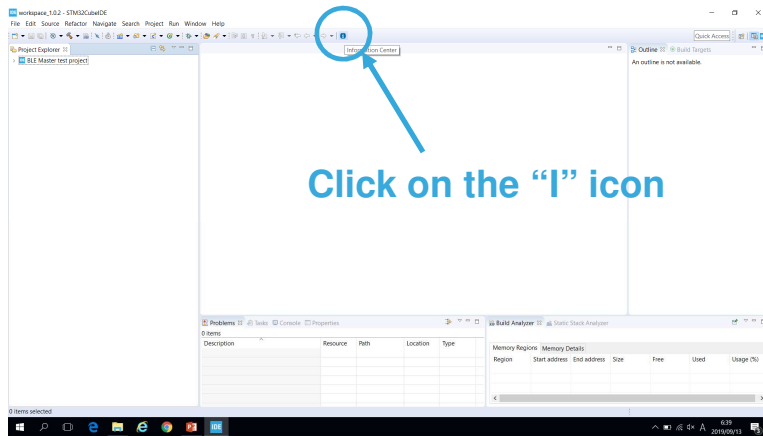 workspace_1.0.2 - STM32CubeIDE
File Edit Source Refactor Navigate Search Project Run Window Help
Quick Access
Project Explorer
Information Center
Outline Build Targets
BLE Master test project
An outline is not available.
Click on the “I” icon
Problems Tasks Console Properties
Build Analyzer Static Stack Analyzer
0 items
Description Resource Path Location Type
Memory Regions Memory Details
Region Start address End address Size Free Used Usage (%)
0 items selected
IDE
A
6:39
2019/09/13
3